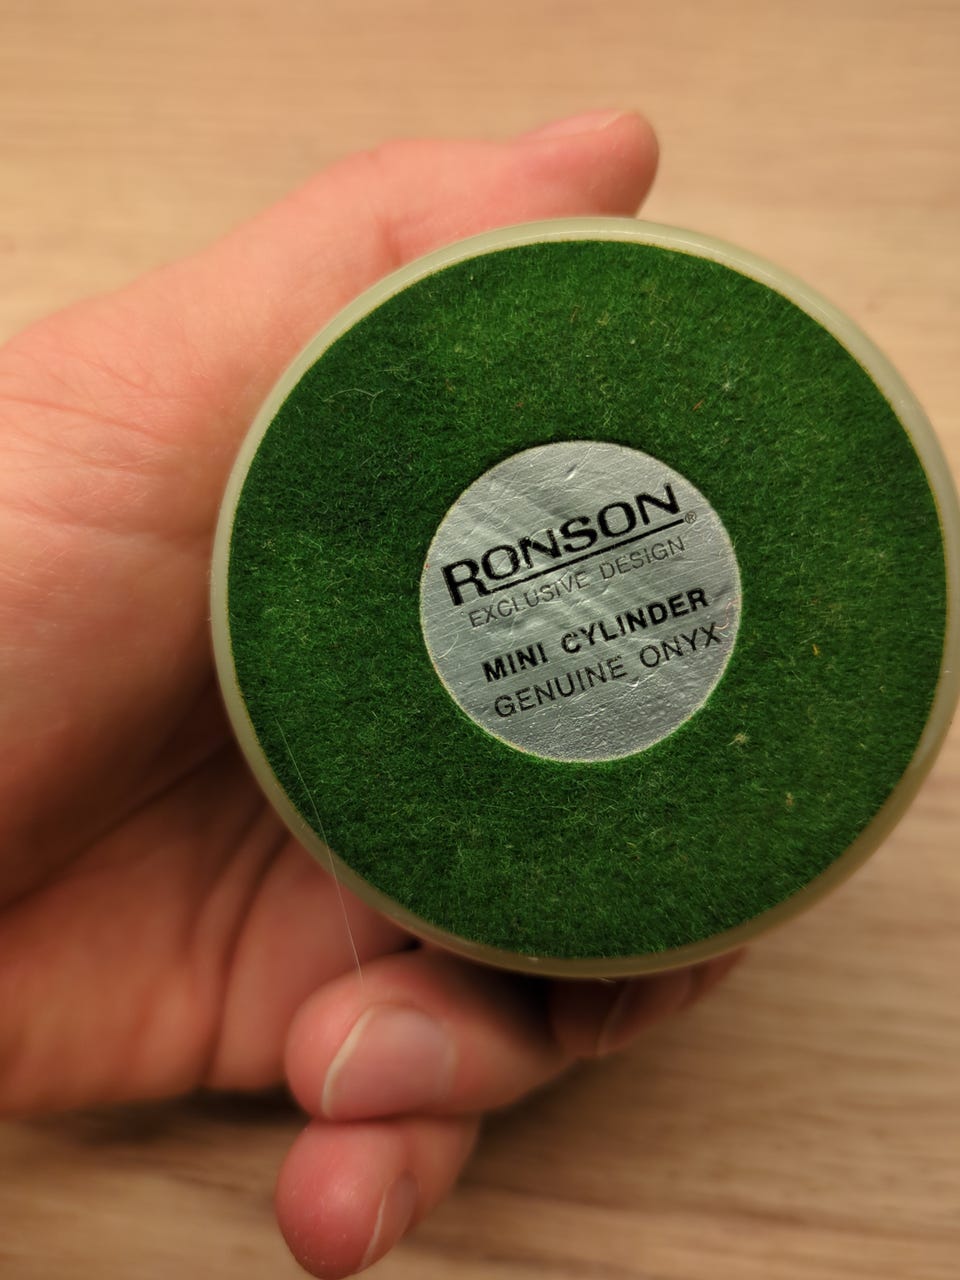 RONSON®
EXCLUSIVE DESIGN
MINI CYLINDER
GENUINE ONYX